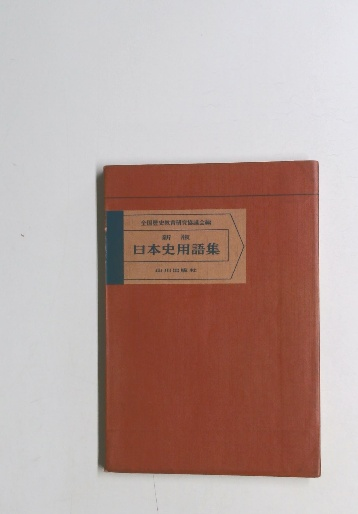 全国歴史教育研究協議会編
新版
日本史用語集
山川出版社